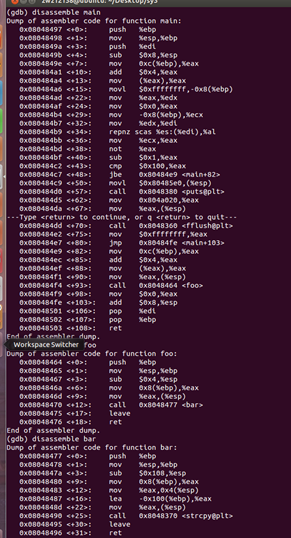 (gdb) disassemble main
Dump of assembler code for function main:
0x08048497 <+0>: push %ebp
0x08048498 <+1>: mov %esp,%ebp
0x0804849a <+3>: push %edi
0x0804849b <+4>: sub $0x8,%esp
0x0804849e <+7>: mov 0xc(%ebp),%eax
0x080484a1 <+10>: add $0x4,%eax
0x080484a4 <+13>: mov (%eax),%eax
0x080484a6 <+15>: movl $0xffffffff,-0x8(%ebp)
0x080484ad <+22>: mov %eax,%edx
0x080484af <+24>: mov $0x0,%eax
0x080484b4 <+29>: mov -0x8(%ebp),%ecx
0x080484b7 <+32>: mov %edx,%edi
0x080484b9 <+34>: repnz scas %es:(%edi),%al
0x080484bb <+36>: mov %ecx,%eax
0x080484bd <+38>: not %eax
0x080484bf <+40>: sub $0x1,%eax
0x080484c2 <+43>: cmp $0x100,%eax
0x080484c7 <+48>: jbe 0x80484e9 <main+82>
0x080484c9 <+50>: movl $0x80485e0,(%esp)
0x080484d0 <+57>: call 0x8048380 <puts@plt>
0x080484d5 <+62>: mov 0x804a020,%eax
0x080484da <+67>: mov %eax,(%esp)
---Type <return> to continue, or q <return> to quit---
0x080484dd <+70>: call 0x8048360 <fflush@plt>
0x080484e2 <+75>: mov $0xffffffff,%eax
0x080484e7 <+80>: jmp 0x80484fe <main+103>
0x080484e9 <+82>: mov 0xc(%ebp),%eax
0x080484ec <+85>: add $0x4,%eax
0x080484ef <+88>: mov (%eax),%eax
0x080484f1 <+90>: mov %eax,(%esp)
0x080484f4 <+93>: call 0x8048464 <foo>
0x080484f9 <+98>: mov $0x0,%eax
0x080484fe <+103>: add $0x8,%esp
0x08048501 <+106>: pop %edi
0x08048502 <+107>: pop %ebp
0x08048503 <+108>: ret
End of assembler dump.
Workspace Switcher foo
Dump of assembler code for function foo:
0x08048464 <+0>: push %ebp
0x08048465 <+1>: mov %esp,%ebp
0x08048467 <+3>: sub $0x4,%esp
0x0804846a <+6>: mov 0x8(%ebp),%eax
0x0804846d <+9>: mov %eax,(%esp)
0x08048470 <+12>: call 0x8048477 <bar>
0x08048475 <+17>: leave
0x08048476 <+18>: ret
End of assembler dump.
(gdb) disassemble bar
Dump of assembler code for function bar:
0x08048477 <+0>: push %ebp
0x08048478 <+1>: mov %esp,%ebp
0x0804847a <+3>: sub $0x108,%esp
0x08048480 <+9>: mov 0x8(%ebp),%eax
0x08048483 <+12>: mov %eax,0x4(%esp)
0x08048487 <+16>: lea -0x100(%ebp),%eax
0x0804848d <+22>: mov %eax,(%esp)
0x08048490 <+25>: call 0x8048370 <strcpy@plt>
0x08048495 <+30>: leave
0x08048496 <+31>: ret